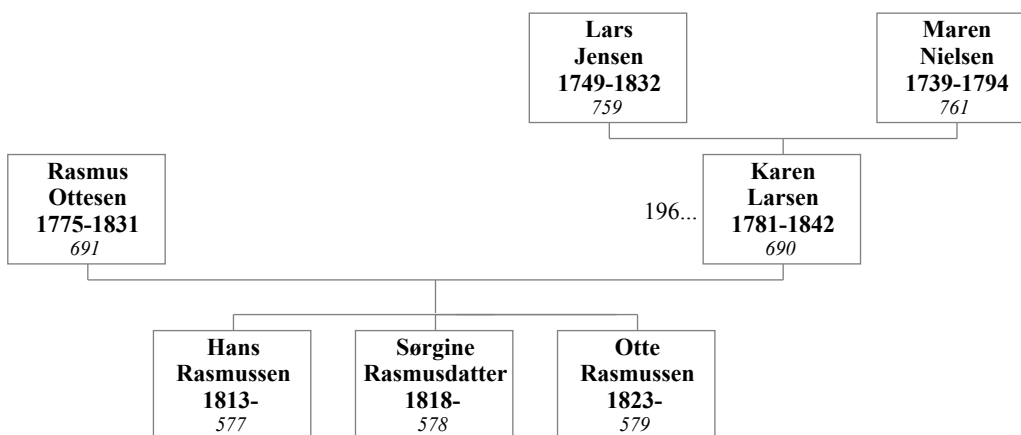 Lars
Jensen
1749-1832
759
Maren
Nielsen
1739-1794
761
Rasmus
Ottesen
1775-1831
691
196...
Karen
Larsen
1781-1842
690
Hans
Rasmussen
1813-
577
Sørgine
Rasmusdatter
1818-
578
Otte
Rasmussen
1823-
579